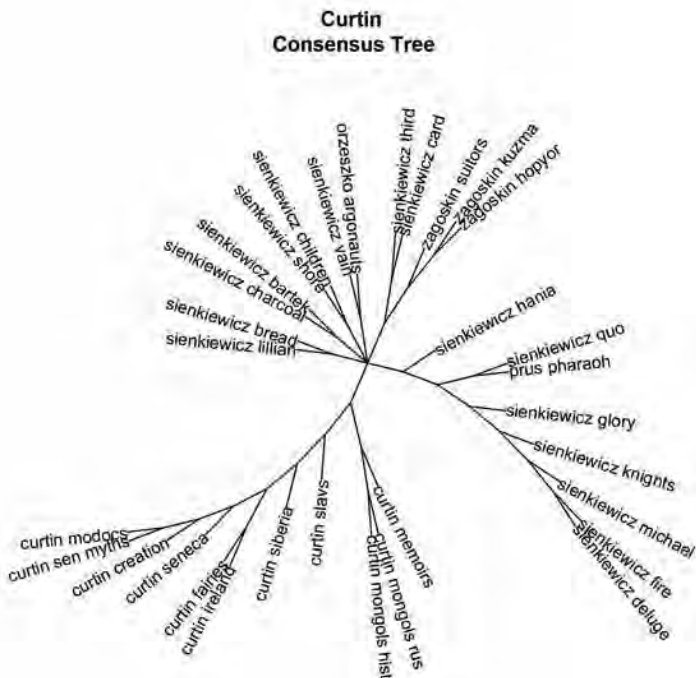 Curtin
Consensus Tree
orzeszko argonauts
sienkiewicz vain
sienkiewicz children
sienkiewicz shore
sienkiewicz bartek
sienkiewicz charcoal
sienkiewicz bread
sienkiewicz lillian
sienkiewicz third
sienkiewicz card
zagoskin suitors
zagoskin kuzma
zagoskin hopyor
sienkiewicz hania
sienkiewicz quo
prus pharaoh
sienkiewicz glory
sienkiewicz knights
sienkiewicz michael
sienkiewicz fire
sienkiewicz deluge
curtin memoirs
curtin mongols rus
curtin mongols hist
curtin slavs
curtin siberia
curtin ireland
curtin fairies
curtin seneca
curtin creation
curtin sen myths
curtin modocs